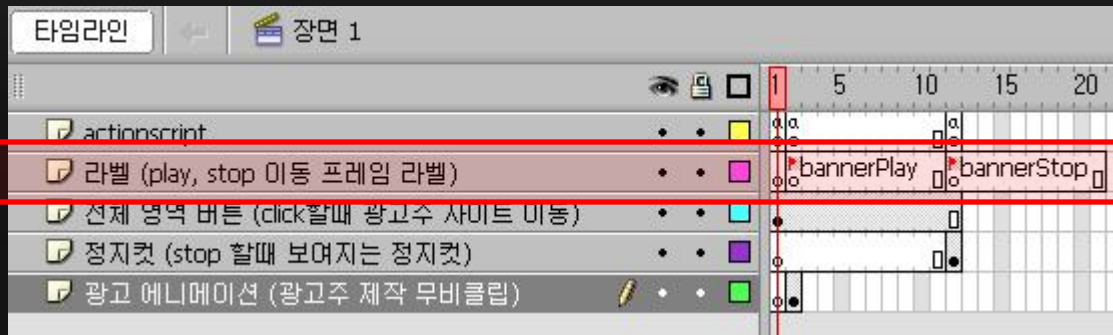 타임라인 장면 1
1 5 10 15 20
actionscript
라벨 (play, stop 이동 프레임 라벨) bannerPlay bannerStop
전체 영역 버튼 (click할때 광고주 사이트 이동)
정지컷 (stop 할때 보여지는 정지컷)
광고 에니메이션 (광고주 제작 무비클립)